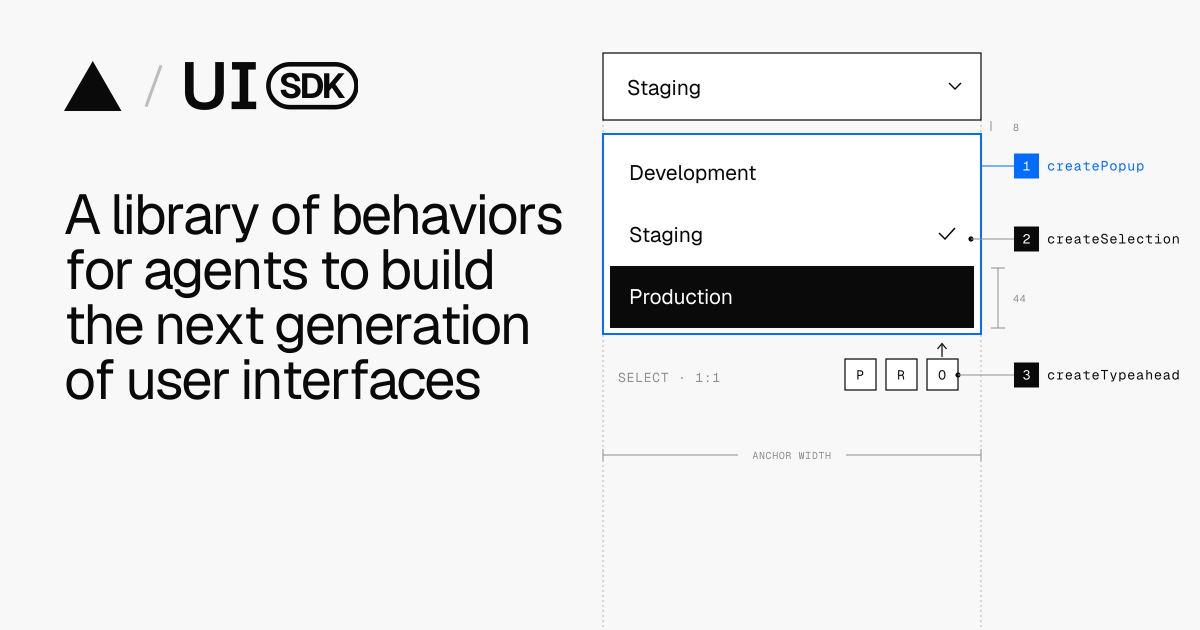 / UI SDK
A library of behaviors
for agents to build
the next generation
of user interfaces
Staging
8
Development
1 createPopup
Staging
2 createSelection
Production
44
SELECT · 1:1
P R O
3 createTypeahead
ANCHOR WIDTH